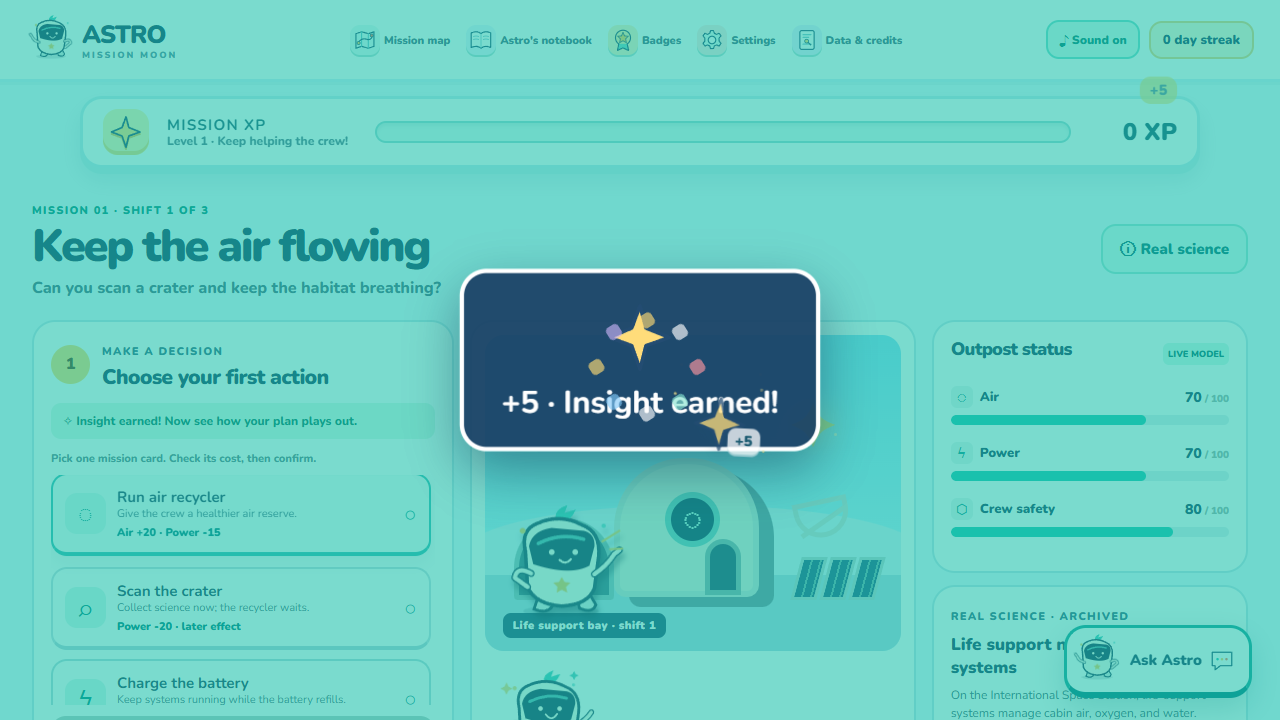 ASTRO
MISSION MOON
Mission map
Astro's notebook
Badges
Settings
Data & credits
Sound on
0 day streak
+5
MISSION XP
Level 1 · Keep helping the crew!
0 XP
MISSION 01 · SHIFT 1 OF 3
Keep the air flowing
Can you scan a crater and keep the habitat breathing?
Real science
1
MAKE A DECISION
Choose your first action
Insight earned! Now see how your plan plays out.
Pick one mission card. Check its cost, then confirm.
Run air recycler
Give the crew a healthier air reserve.
Air +20 · Power -15
Scan the crater
Collect science now; the recycler waits.
Power -20 · later effect
Charge the battery
Keep systems running while the battery refills.
+5 · Insight earned!
+5
Life support bay · shift 1
Outpost status
LIVE MODEL
Air
70 / 100
Power
70 / 100
Crew safety
80 / 100
REAL SCIENCE · ARCHIVED
Life support
systems
On the International
systems manage cabin air, oxygen, and water.
Ask Astro